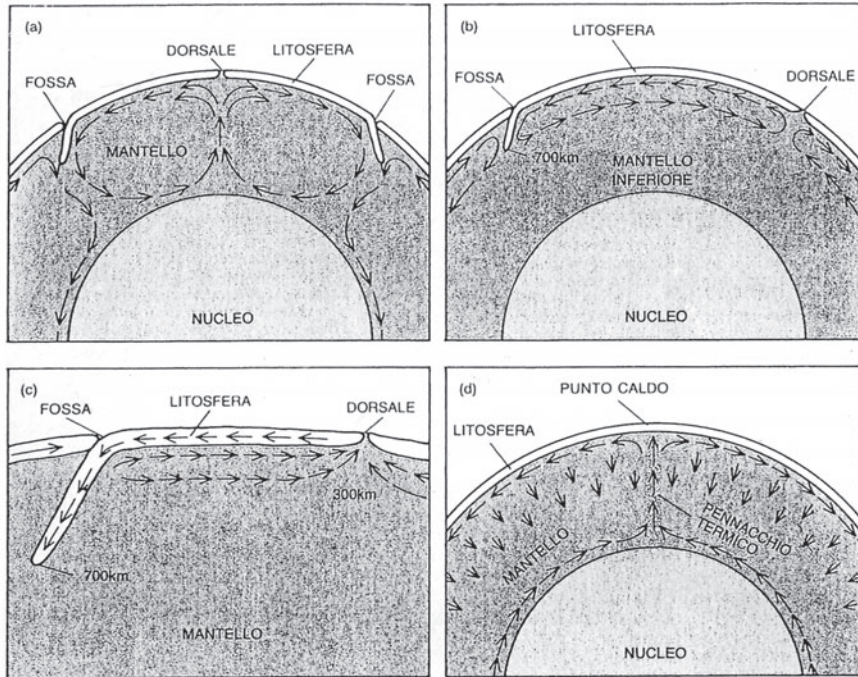 (a)
DORSALE
LITOSFERA
FOSSA
FOSSA
MANTELLO
NUCLEO
(b)
LITOSFERA
FOSSA
DORSALE
700km
MANTELLO
INFERIORE
NUCLEO
(c)
FOSSA
LITOSFERA
DORSALE
300km
700km
MANTELLO
(d)
PUNTO CALDO
LITOSFERA
MANTELLO
PENNACCHIO
TERMICO
NUCLEO